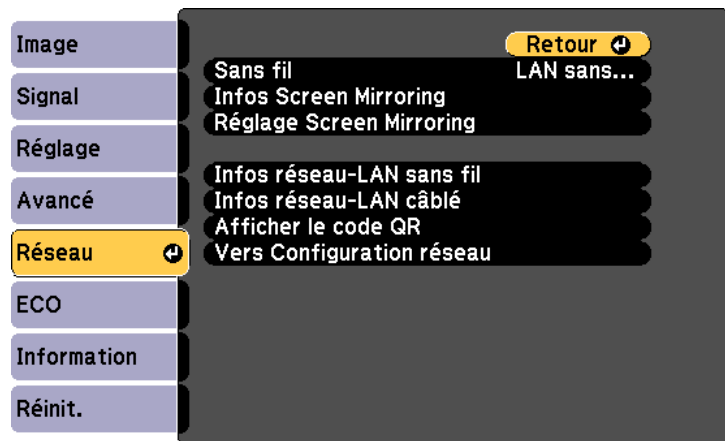 Image
Signal
Réglage
Avancé
Réseau
ECO
Information
Réinit.
Retour
Sans fil LAN sans...
Infos Screen Mirroring
Réglage Screen Mirroring
Infos réseau-LAN sans fil
Infos réseau-LAN câblé
Afficher le code QR
Vers Configuration réseau